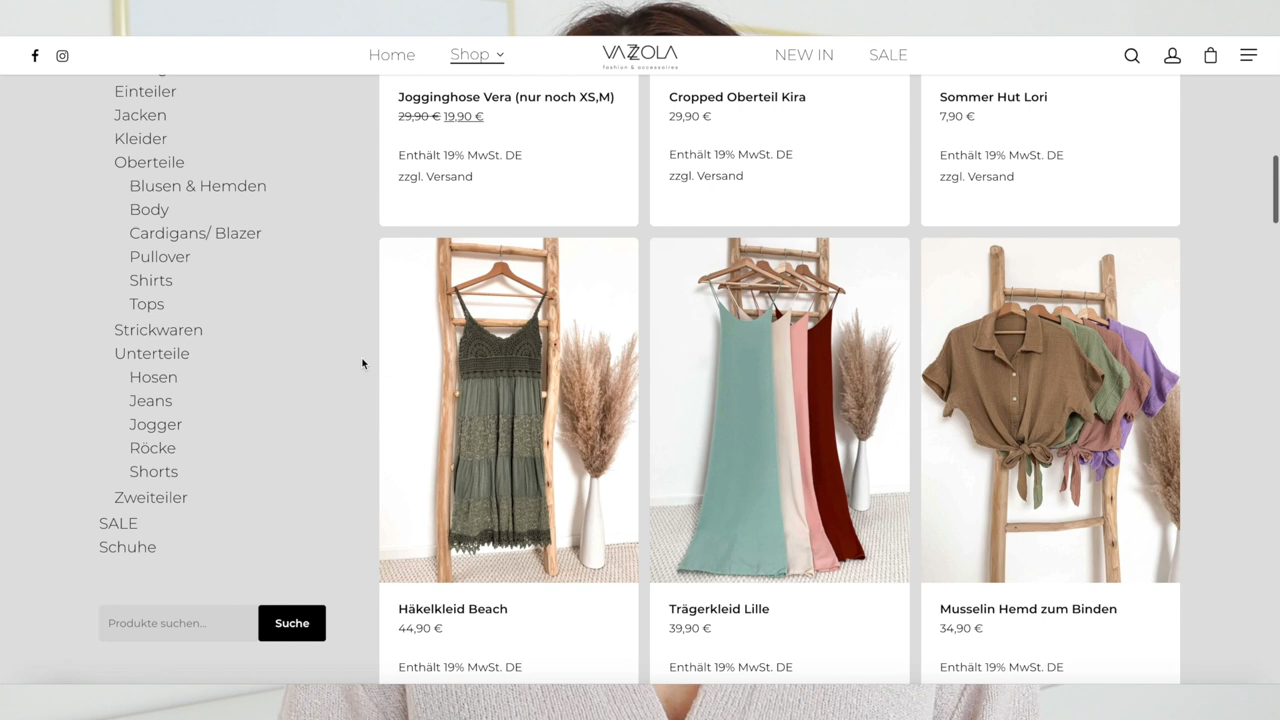 Home
Shop
VAZZOLA
fashion & accessories
NEW IN
SALE
Einteiler
Jacken
Kleider
Oberteile
Blusen & Hemden
Body
Cardigans/ Blazer
Pullover
Shirts
Tops
Strickwaren
Unterteile
Hosen
Jeans
Jogger
Röcke
Shorts
Zweiteiler
SALE
Schuhe
Produkte suchen...
Suche
Jogginghose Vera (nur noch XS,M)
29,90 € 19,90 €
Enthält 19% MwSt. DE
zzgl. Versand
Cropped Oberteil Kira
29,90 €
Enthält 19% MwSt. DE
zzgl. Versand
Sommer Hut Lori
7,90 €
Enthält 19% MwSt. DE
zzgl. Versand
Häkelkleid Beach
44,90 €
Enthält 19% MwSt. DE
Trägerkleid Lille
39,90 €
Enthält 19% MwSt. DE
Musselin Hemd zum Binden
34,90 €
Enthält 19% MwSt. DE